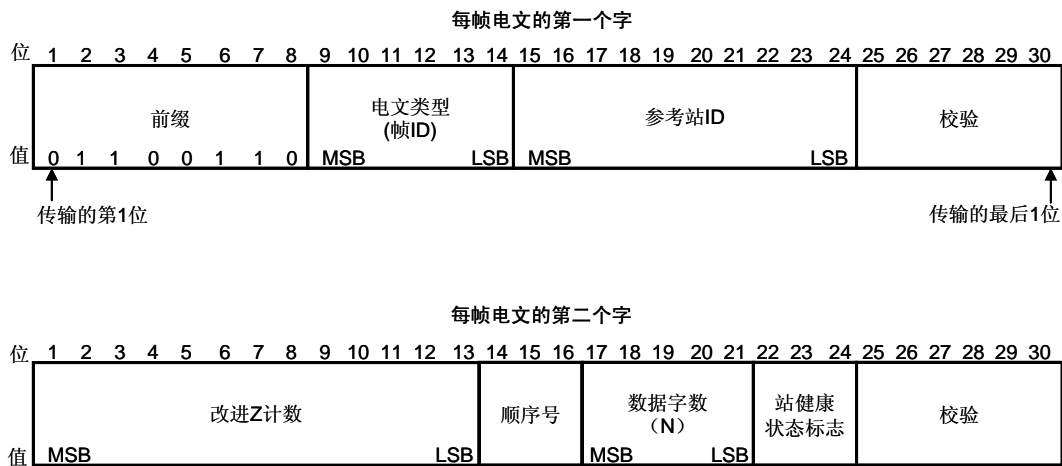 每帧电文的第一个字
位 1 2 3 4 5 6 7 8 9 10 11 12 13 14 15 16 17 18 19 20 21 22 23 24 25 26 27 28 29 30
前缀 电文类型 (帧ID) 参考站ID 校验
值 0 1 1 0 0 1 1 0 MSB LSB MSB LSB
传输的第1位 传输的最后1位
每帧电文的第二个字
位 1 2 3 4 5 6 7 8 9 10 11 12 13 14 15 16 17 18 19 20 21 22 23 24 25 26 27 28 29 30
改进Z计数 顺序号 数据字数 (N) 站健康 状态标志 校验
值 MSB LSB MSB LSB